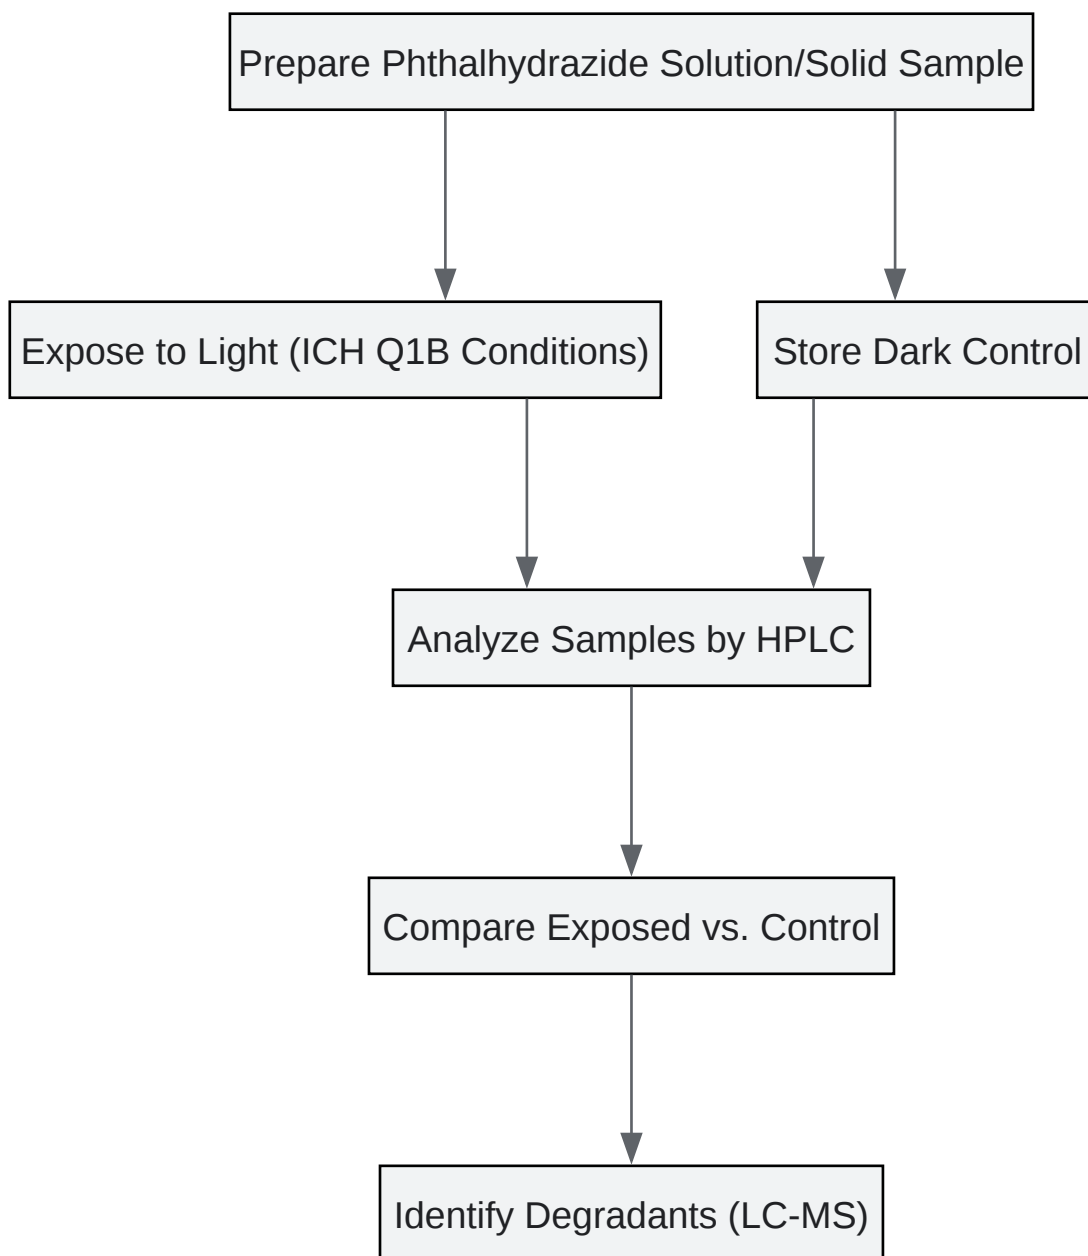 Prepare Phthalhydrazide Solution/Solid Sample
Expose to Light (ICH Q1B Conditions)
Store Dark Control
Analyze Samples by HPLC
Compare Exposed vs. Control
Identify Degradants (LC-MS)